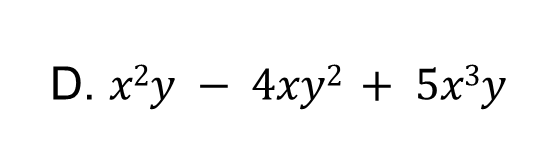 D. x²y − 4xy² + 5x³y